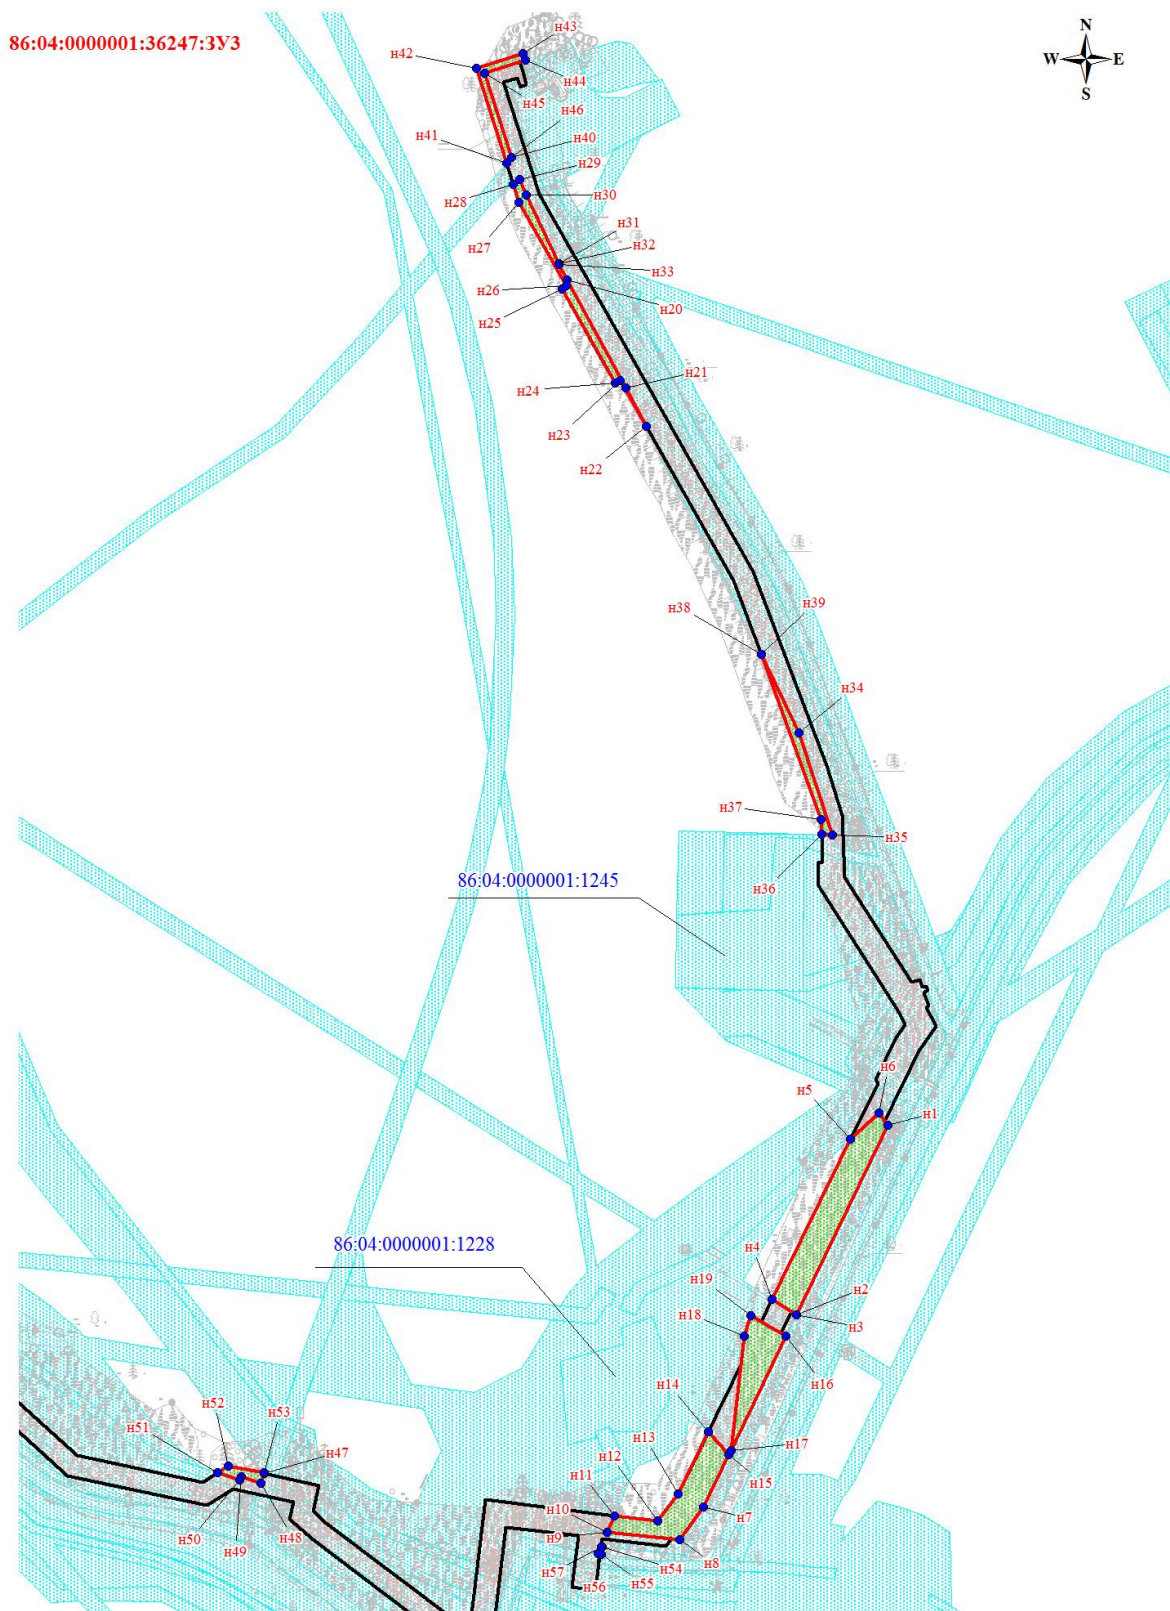 86:04:0000001:36247:ЗУ3
N
W E
S
н43
н42
н44
н45
н46
н41
н40
н29
н28
н30
н27
н31
н32
н33
н26
н20
н25
н21
н24
н23
н22
н39
н38
н34
н37
н35
н36
86:04:0000001:1245
н6
н5
н1
86:04:0000001:1228
н4
н2
н19
н3
н18
н16
н14
н52
н53
н13
н17
н51
н47
н12
н15
н11
н10
н7
н9
н50
н48
н8
н49
н57
н54
н56
н55